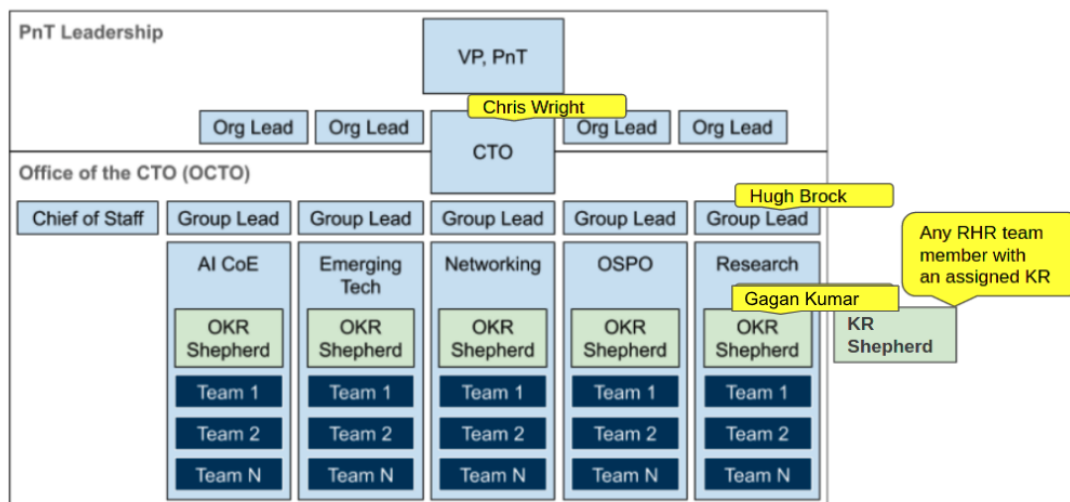 PnT Leadership
VP, PnT
Chris Wright
Org Lead
Org Lead
CTO
Org Lead
Org Lead
Office of the CTO (OCTO)
Hugh Brock
Chief of Staff
Group Lead
Group Lead
Group Lead
Group Lead
Group Lead
Any RHR team
member with
an assigned KR
AI CoE
Emerging
Tech
Networking
OSPO
Research
Gagan Kumar
OKR
Shepherd
OKR
Shepherd
OKR
Shepherd
OKR
Shepherd
OKR
Shepherd
KR
Shepherd
Team 1
Team 1
Team 1
Team 1
Team 1
Team 2
Team 2
Team 2
Team 2
Team 2
Team N
Team N
Team N
Team N
Team N